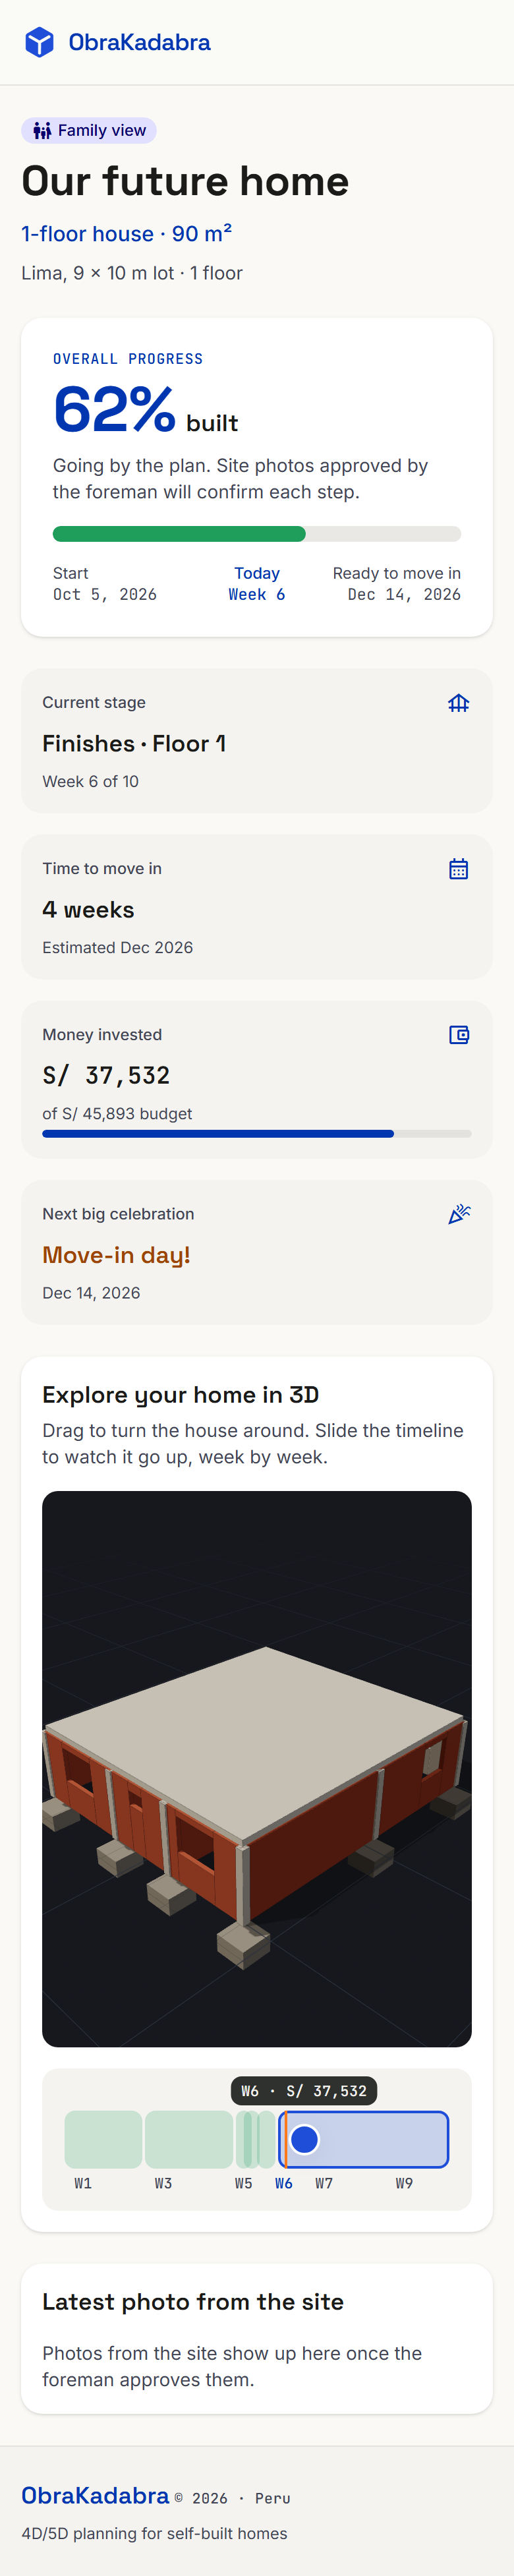 ObraKadabra
Family view
Our future home
1-floor house · 90 m²
Lima, 9 × 10 m lot · 1 floor
OVERALL PROGRESS
62% built
Going by the plan. Site photos approved by
the foreman will confirm each step.
Start
Oct 5, 2026
Today
Week 6
Ready to move in
Dec 14, 2026
Current stage
Finishes · Floor 1
Week 6 of 10
Time to move in
4 weeks
Estimated Dec 2026
Money invested
S/ 37,532
of S/ 45,893 budget
Next big celebration
Move-in day!
Dec 14, 2026
Explore your home in 3D
Drag to turn the house around. Slide the timeline
to watch it go up, week by week.
W6 · S/ 37,532
W1 W3 W5 W6 W7 W9
Latest photo from the site
Photos from the site show up here once the
foreman approves them.
ObraKadabra © 2026 · Peru
4D/5D planning for self-built homes